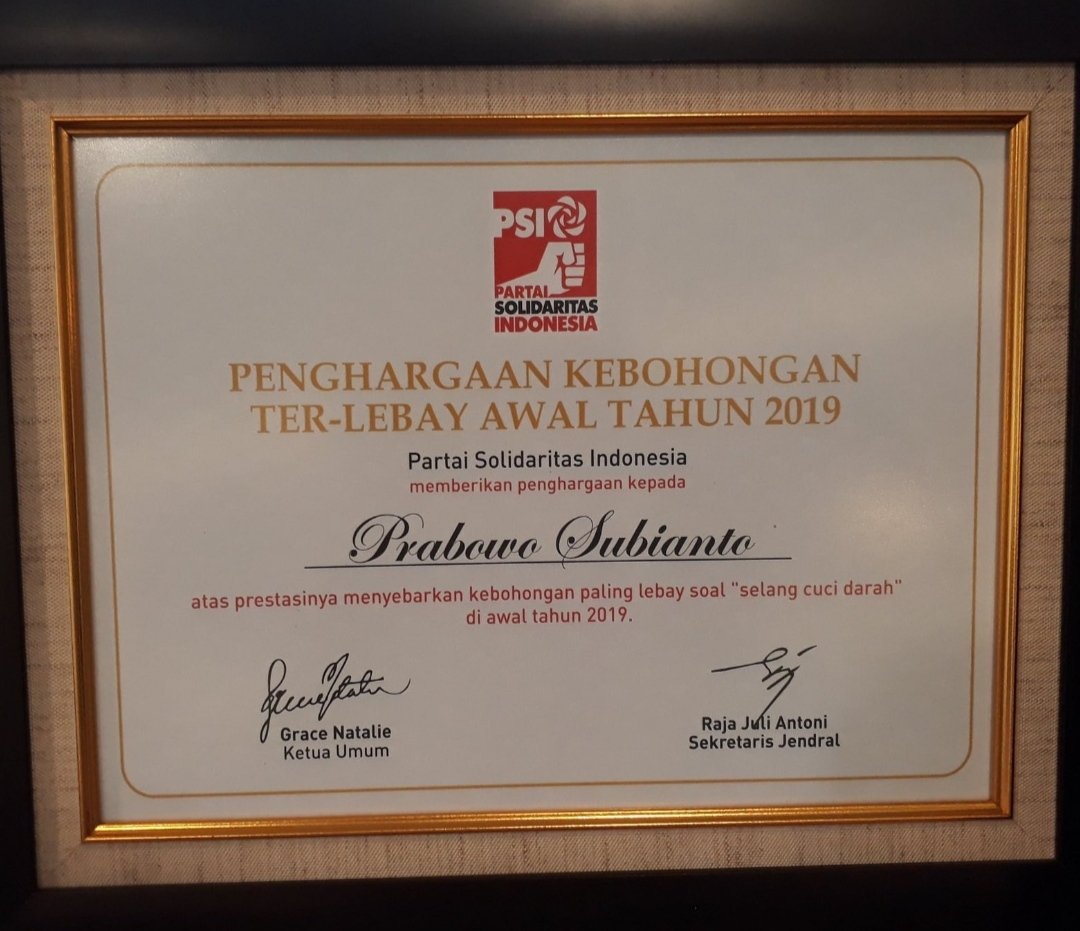 PSI
PARTAI
SOLIDARITAS
INDONESIA
PENGHARGAAN KEBOHONGAN
TER-LEBAY AWAL TAHUN 2019
Partai Solidaritas Indonesia
memberikan penghargaan kepada
Prabowo Subianto
atas prestasinya menyebarkan kebohongan paling lebay soal "selang cuci darah"
di awal tahun 2019.
Grace Natalie
Ketua Umum
Raja Juli Antoni
Sekretaris Jendral